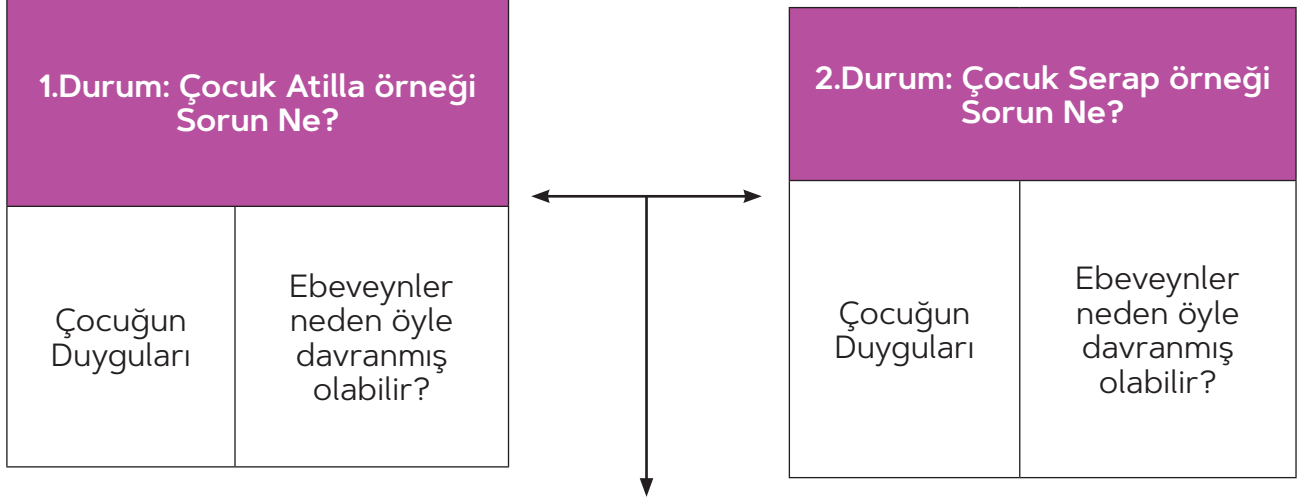 1.Durum: Çocuk Atilla örneği
Sorun Ne?
Çocuğun
Duyguları
Ebeveynler
neden öyle
davranmış
olabilir?
2.Durum: Çocuk Serap örneği
Sorun Ne?
Çocuğun
Duyguları
Ebeveynler
neden öyle
davranmış
olabilir?